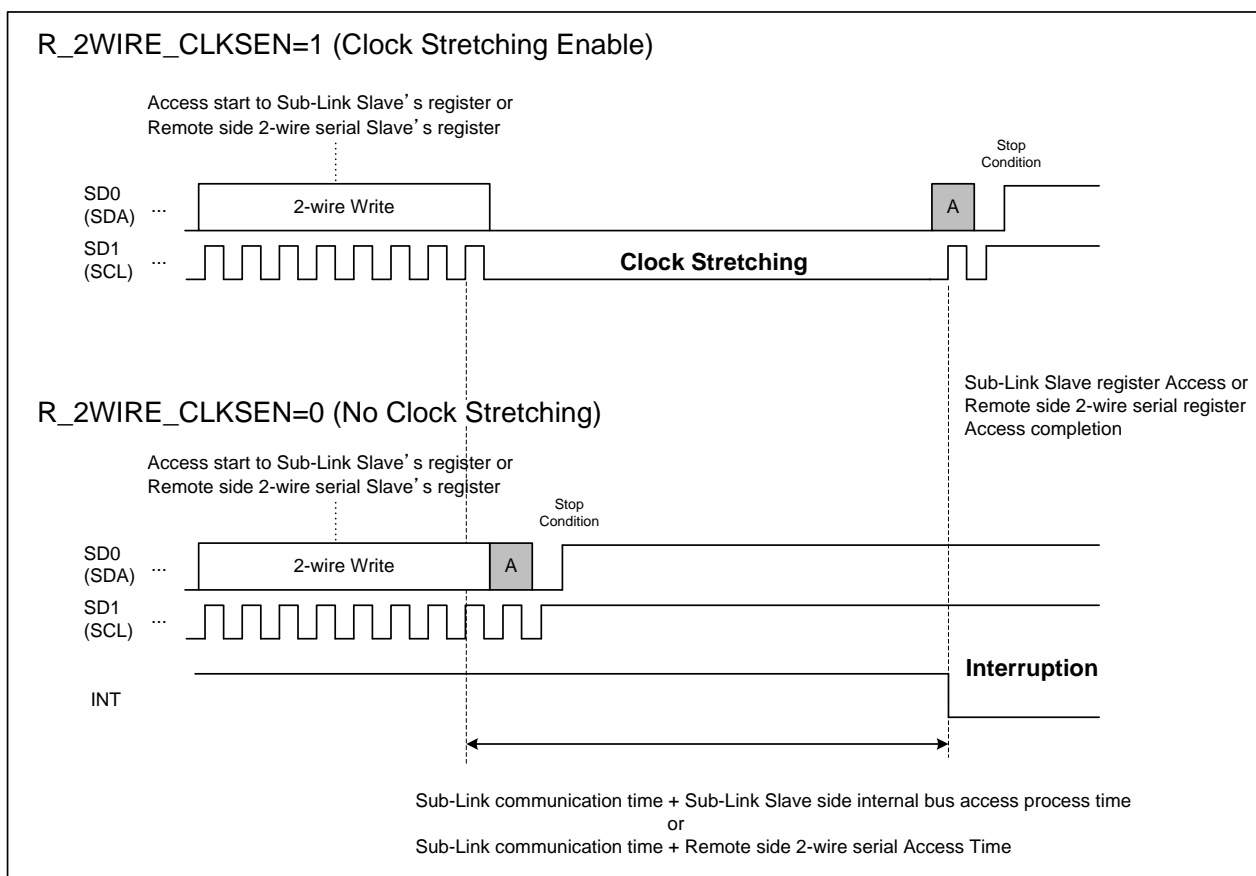 R_2WIRE_CLKSEN=1 (Clock Stretching Enable)
Access start to Sub-Link Slave’s register or
Remote side 2-wire serial Slave’s register
Stop
Condition
SD0
(SDA) ...
2-wire Write
A
SD1
(SCL) ...
Clock Stretching
Sub-Link Slave register Access or
Remote side 2-wire serial register
Access completion
R_2WIRE_CLKSEN=0 (No Clock Stretching)
Access start to Sub-Link Slave’s register or
Remote side 2-wire serial Slave’s register
Stop
Condition
SD0
(SDA) ...
2-wire Write
A
SD1
(SCL) ...
Interruption
INT
Sub-Link communication time + Sub-Link Slave side internal bus access process time
or
Sub-Link communication time + Remote side 2-wire serial Access Time